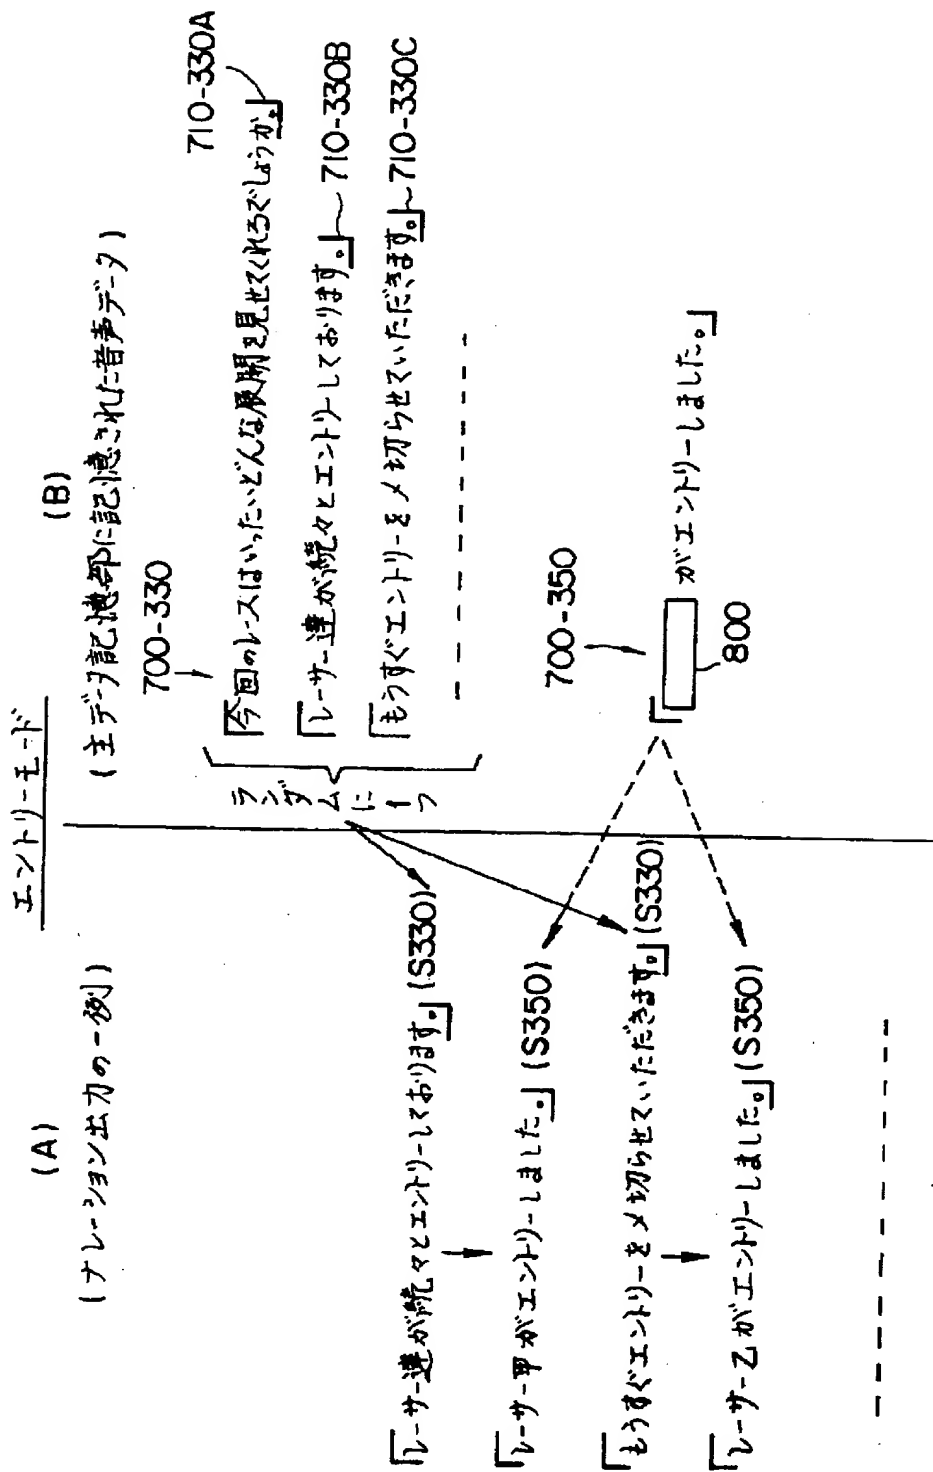 エントリーモード
(A)
(ナレーション出力の一例)
「レーサー達が続々とエントリーしております。」(S330)
「レーサー甲がエントリーしました。」(S350)
「もうすぐエントリーを〆切らせていただきます。」(S330)
「レーサー乙がエントリーしました。」(S350)
(B)
(主データ記憶部に記憶された音声データ)
700-330
ランダムに1つ
「今回のレースはいったいどんな展開を見せてくれるでしょうか。」
710-330A
「レーサー達が続々とエントリーしております。」~710-330B
「もうすぐエントリーを〆切らせていただきます。」~710-330C
700-350
「 がエントリーしました。」
800